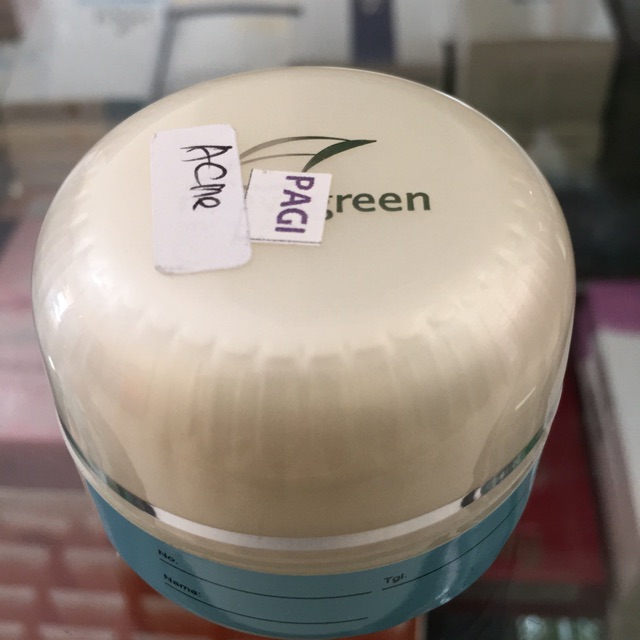 Acne
PAGI
green
No.
Tgl.
Nama: